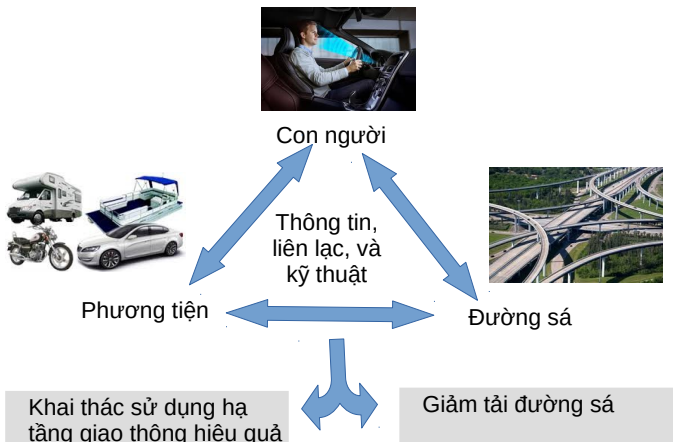 Con người
Thông tin,
liên lạc, và
kỹ thuật
Phương tiện
Đường sá
Khai thác sử dụng hạ
tầng giao thông hiệu quả
Giảm tải đường sá